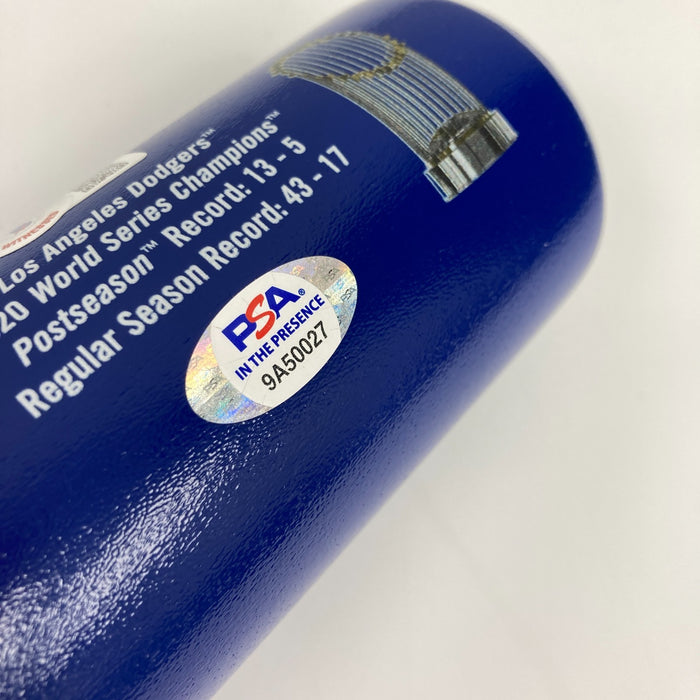 Los Angeles Dodgers™
20 World Series Champions™
Postseason™ Record: 13 - 5
Regular Season Record: 43 - 17
PSA®
IN THE PRESENCE
9A50027